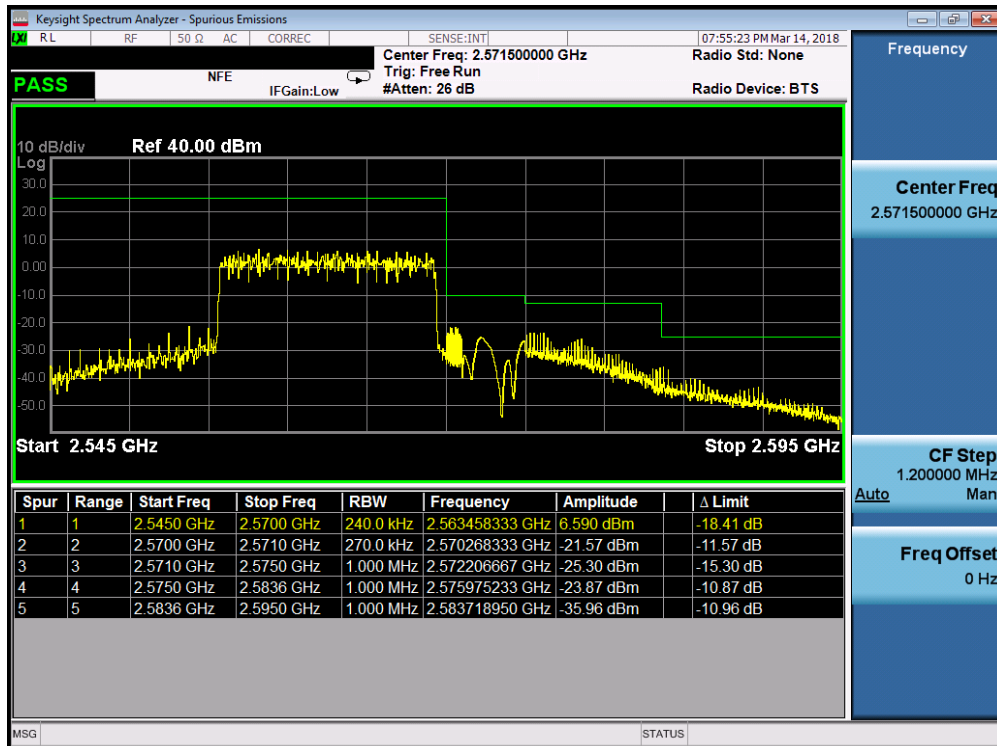 Keysight Spectrum Analyzer - Spurious Emissions
LXI RL RF 50 Ω AC CORREC SENSE:INT 07:55:23 PM Mar 14, 2018
Center Freq: 2.571500000 GHz Radio Std: None
PASS NFE Trig: Free Run
IFGain:Low #Atten: 26 dB Radio Device: BTS
Frequency
10 dB/div Ref 40.00 dBm
Log
30.0
20.0
10.0
0.00
-10.0
-20.0
-30.0
-40.0
-50.0
Start 2.545 GHz Stop 2.595 GHz
Center Freq
2.571500000 GHz
CF Step
1.200000 MHz
Auto Man
Freq Offset
0 Hz
Spur Range Start Freq Stop Freq RBW Frequency Amplitude Δ Limit
1 1 2.5450 GHz 2.5700 GHz 240.0 kHz 2.563458333 GHz 6.590 dBm -18.41 dB
2 2 2.5700 GHz 2.5710 GHz 270.0 kHz 2.570268333 GHz -21.57 dBm -11.57 dB
3 3 2.5710 GHz 2.5750 GHz 1.000 MHz 2.572206667 GHz -25.30 dBm -15.30 dB
4 4 2.5750 GHz 2.5836 GHz 1.000 MHz 2.575975233 GHz -23.87 dBm -10.87 dB
5 5 2.5836 GHz 2.5950 GHz 1.000 MHz 2.583718950 GHz -35.96 dBm -10.96 dB
MSG STATUS